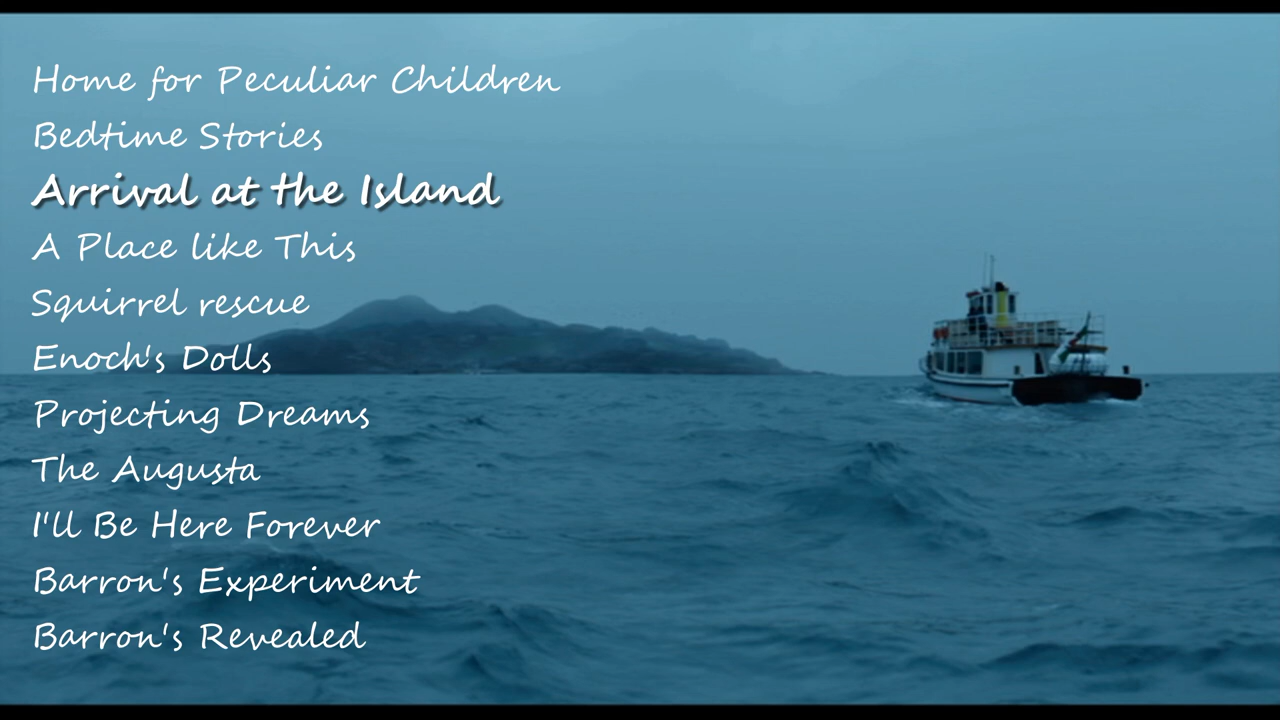 Home for Peculiar Children
Bedtime Stories
Arrival at the Island
A Place like This
Squirrel rescue
Enoch's Dolls
Projecting Dreams
The Augusta
I'll Be Here Forever
Barron's Experiment
Barron's Revealed